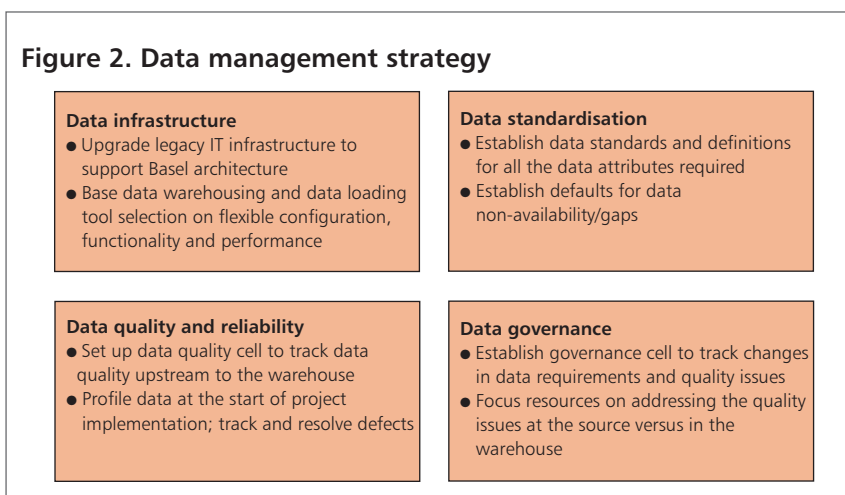 Figure 2. Data management strategy
Data infrastructure
● Upgrade legacy IT infrastructure to
support Basel architecture
● Base data warehousing and data loading
tool selection on flexible configuration,
functionality and performance
Data standardisation
● Establish data standards and definitions
for all the data attributes required
● Establish defaults for data
non-availability/gaps
Data quality and reliability
● Set up data quality cell to track data
quality upstream to the warehouse
● Profile data at the start of project
implementation; track and resolve defects
Data governance
● Establish governance cell to track changes
in data requirements and quality issues
● Focus resources on addressing the quality
issues at the source versus in the
warehouse